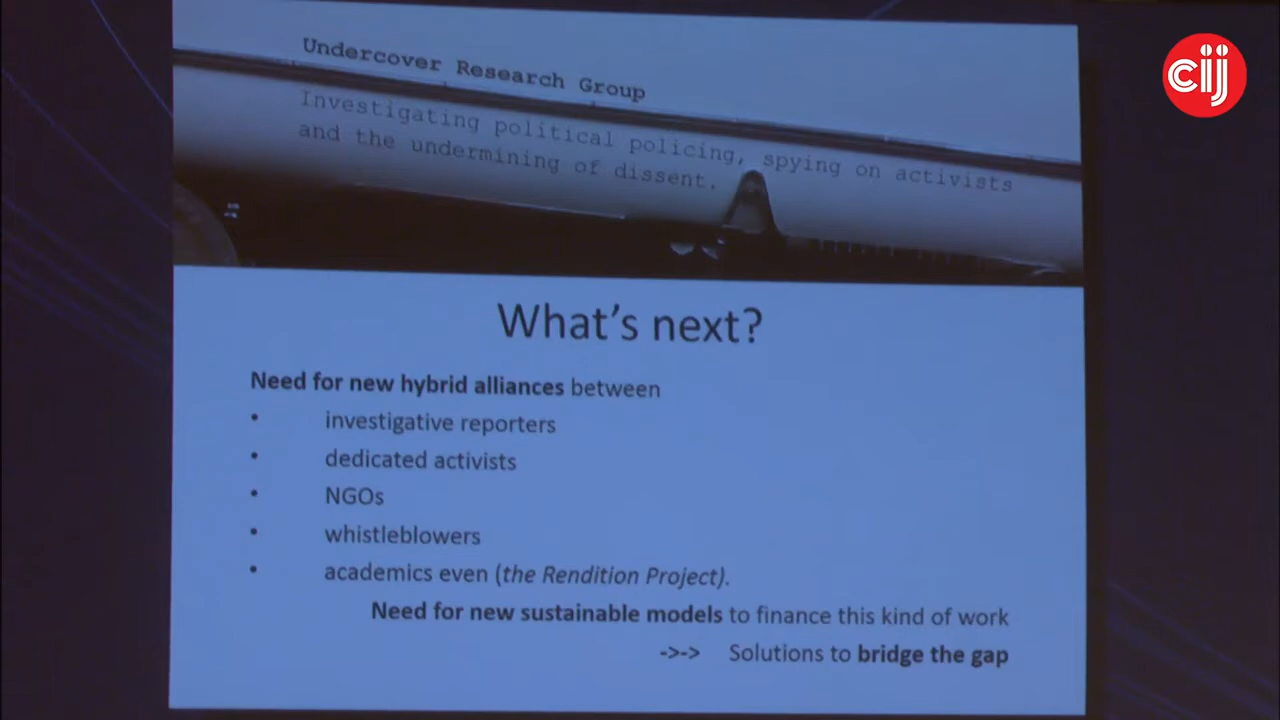 cij
Undercover Research Group
Investigating political policing, spying on activists
and the undermining of dissent.
What's next?
Need for new hybrid alliances between
• investigative reporters
• dedicated activists
• NGOs
• whistleblowers
• academics even (the Rendition Project).
Need for new sustainable models to finance this kind of work
->-> Solutions to bridge the gap